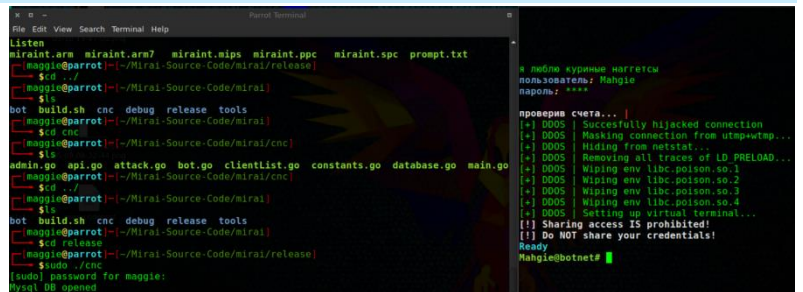 Parrot Terminal
File Edit View Search Terminal Help
Listen
miraint.arm miraint.arm7 miraint.mips miraint.ppc miraint.spc prompt.txt
[maggie@parrot]-[~/Mirai-Source-Code/mirai/release]
$cd ../
[maggie@parrot]-[~/Mirai-Source-Code/mirai]
$ls
bot build.sh cnc debug release tools
[maggie@parrot]-[~/Mirai-Source-Code/mirai]
$cd cnc
[maggie@parrot]-[~/Mirai-Source-Code/mirai/cnc]
$ls
admin.go api.go attack.go bot.go clientList.go constants.go database.go main.go
[maggie@parrot]-[~/Mirai-Source-Code/mirai/cnc]
$cd ../
[maggie@parrot]-[~/Mirai-Source-Code/mirai]
$ls
bot build.sh cnc debug release tools
[maggie@parrot]-[~/Mirai-Source-Code/mirai]
$cd release
[maggie@parrot]-[~/Mirai-Source-Code/mirai/release]
$sudo ./cnc
[sudo] password for maggie:
Mysql DB opened
я люблю куриные наггетсы
пользователь: Mahgie
пароль: ****
проверив счета... |
[+] DDOS | Succesfully hijacked connection
[+] DDOS | Masking connection from utmp+wtmp...
[+] DDOS | Hiding from netstat...
[+] DDOS | Removing all traces of LD_PRELOAD...
[+] DDOS | Wiping env libc.poison.so.1
[+] DDOS | Wiping env libc.poison.so.2
[+] DDOS | Wiping env libc.poison.so.3
[+] DDOS | Wiping env libc.poison.so.4
[+] DDOS | Setting up virtual terminal...
[!] Sharing access IS prohibited!
[!] Do NOT share your credentials!
Ready
Mahgie@botnet#